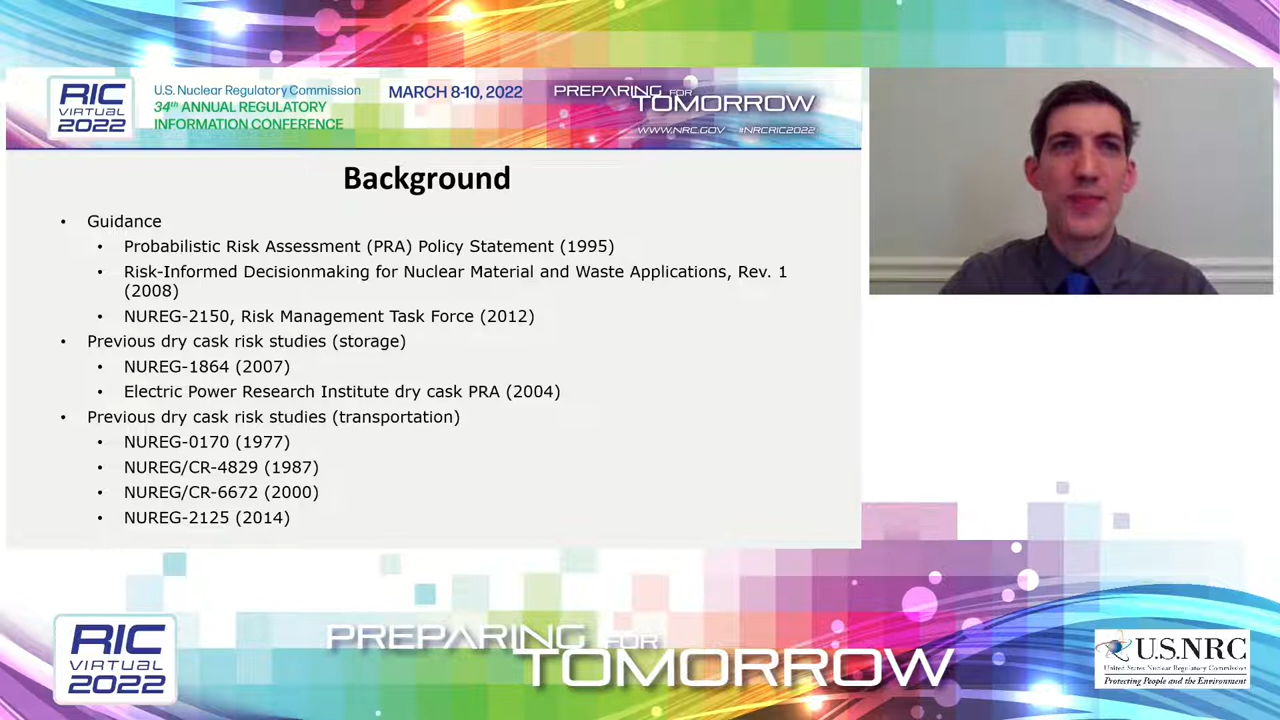 RIC
VIRTUAL
2022
U.S. Nuclear Regulatory Commission
34th ANNUAL REGULATORY
INFORMATION CONFERENCE
MARCH 8-10, 2022
PREPARING FOR
TOMORROW
WWW.NRC.GOV #NRCRIC2022
Background
• Guidance
• Probabilistic Risk Assessment (PRA) Policy Statement (1995)
• Risk-Informed Decisionmaking for Nuclear Material and Waste Applications, Rev. 1
(2008)
• NUREG-2150, Risk Management Task Force (2012)
• Previous dry cask risk studies (storage)
• NUREG-1864 (2007)
• Electric Power Research Institute dry cask PRA (2004)
• Previous dry cask risk studies (transportation)
• NUREG-0170 (1977)
• NUREG/CR-4829 (1987)
• NUREG/CR-6672 (2000)
• NUREG-2125 (2014)
RIC
VIRTUAL
2022
PREPARING FOR
TOMORROW
U.S.NRC
United States Nuclear Regulatory Commission
Protecting People and the Environment